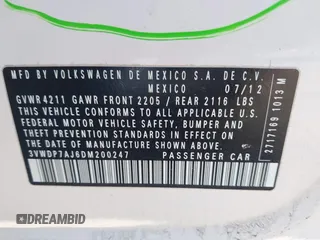 MFD BY VOLKSWAGEN DE MEXICO S.A. DE C.V.
MEXICO 07/12
GVWR 4211 GAWR FRONT 2205 / REAR 2116 LBS
THIS VEHICLE CONFORMS TO ALL APPLICABLE U.S.
FEDERAL MOTOR VEHICLE SAFETY, BUMPER AND
THEFT PREVENTION STANDARDS IN EFFECT ON THE
DATE OF MANUFACTURE SHOWN ABOVE
3VWDP7AJ6DM200247 PASSENGER CAR
2717169 1013 M
DIDWIN.COM